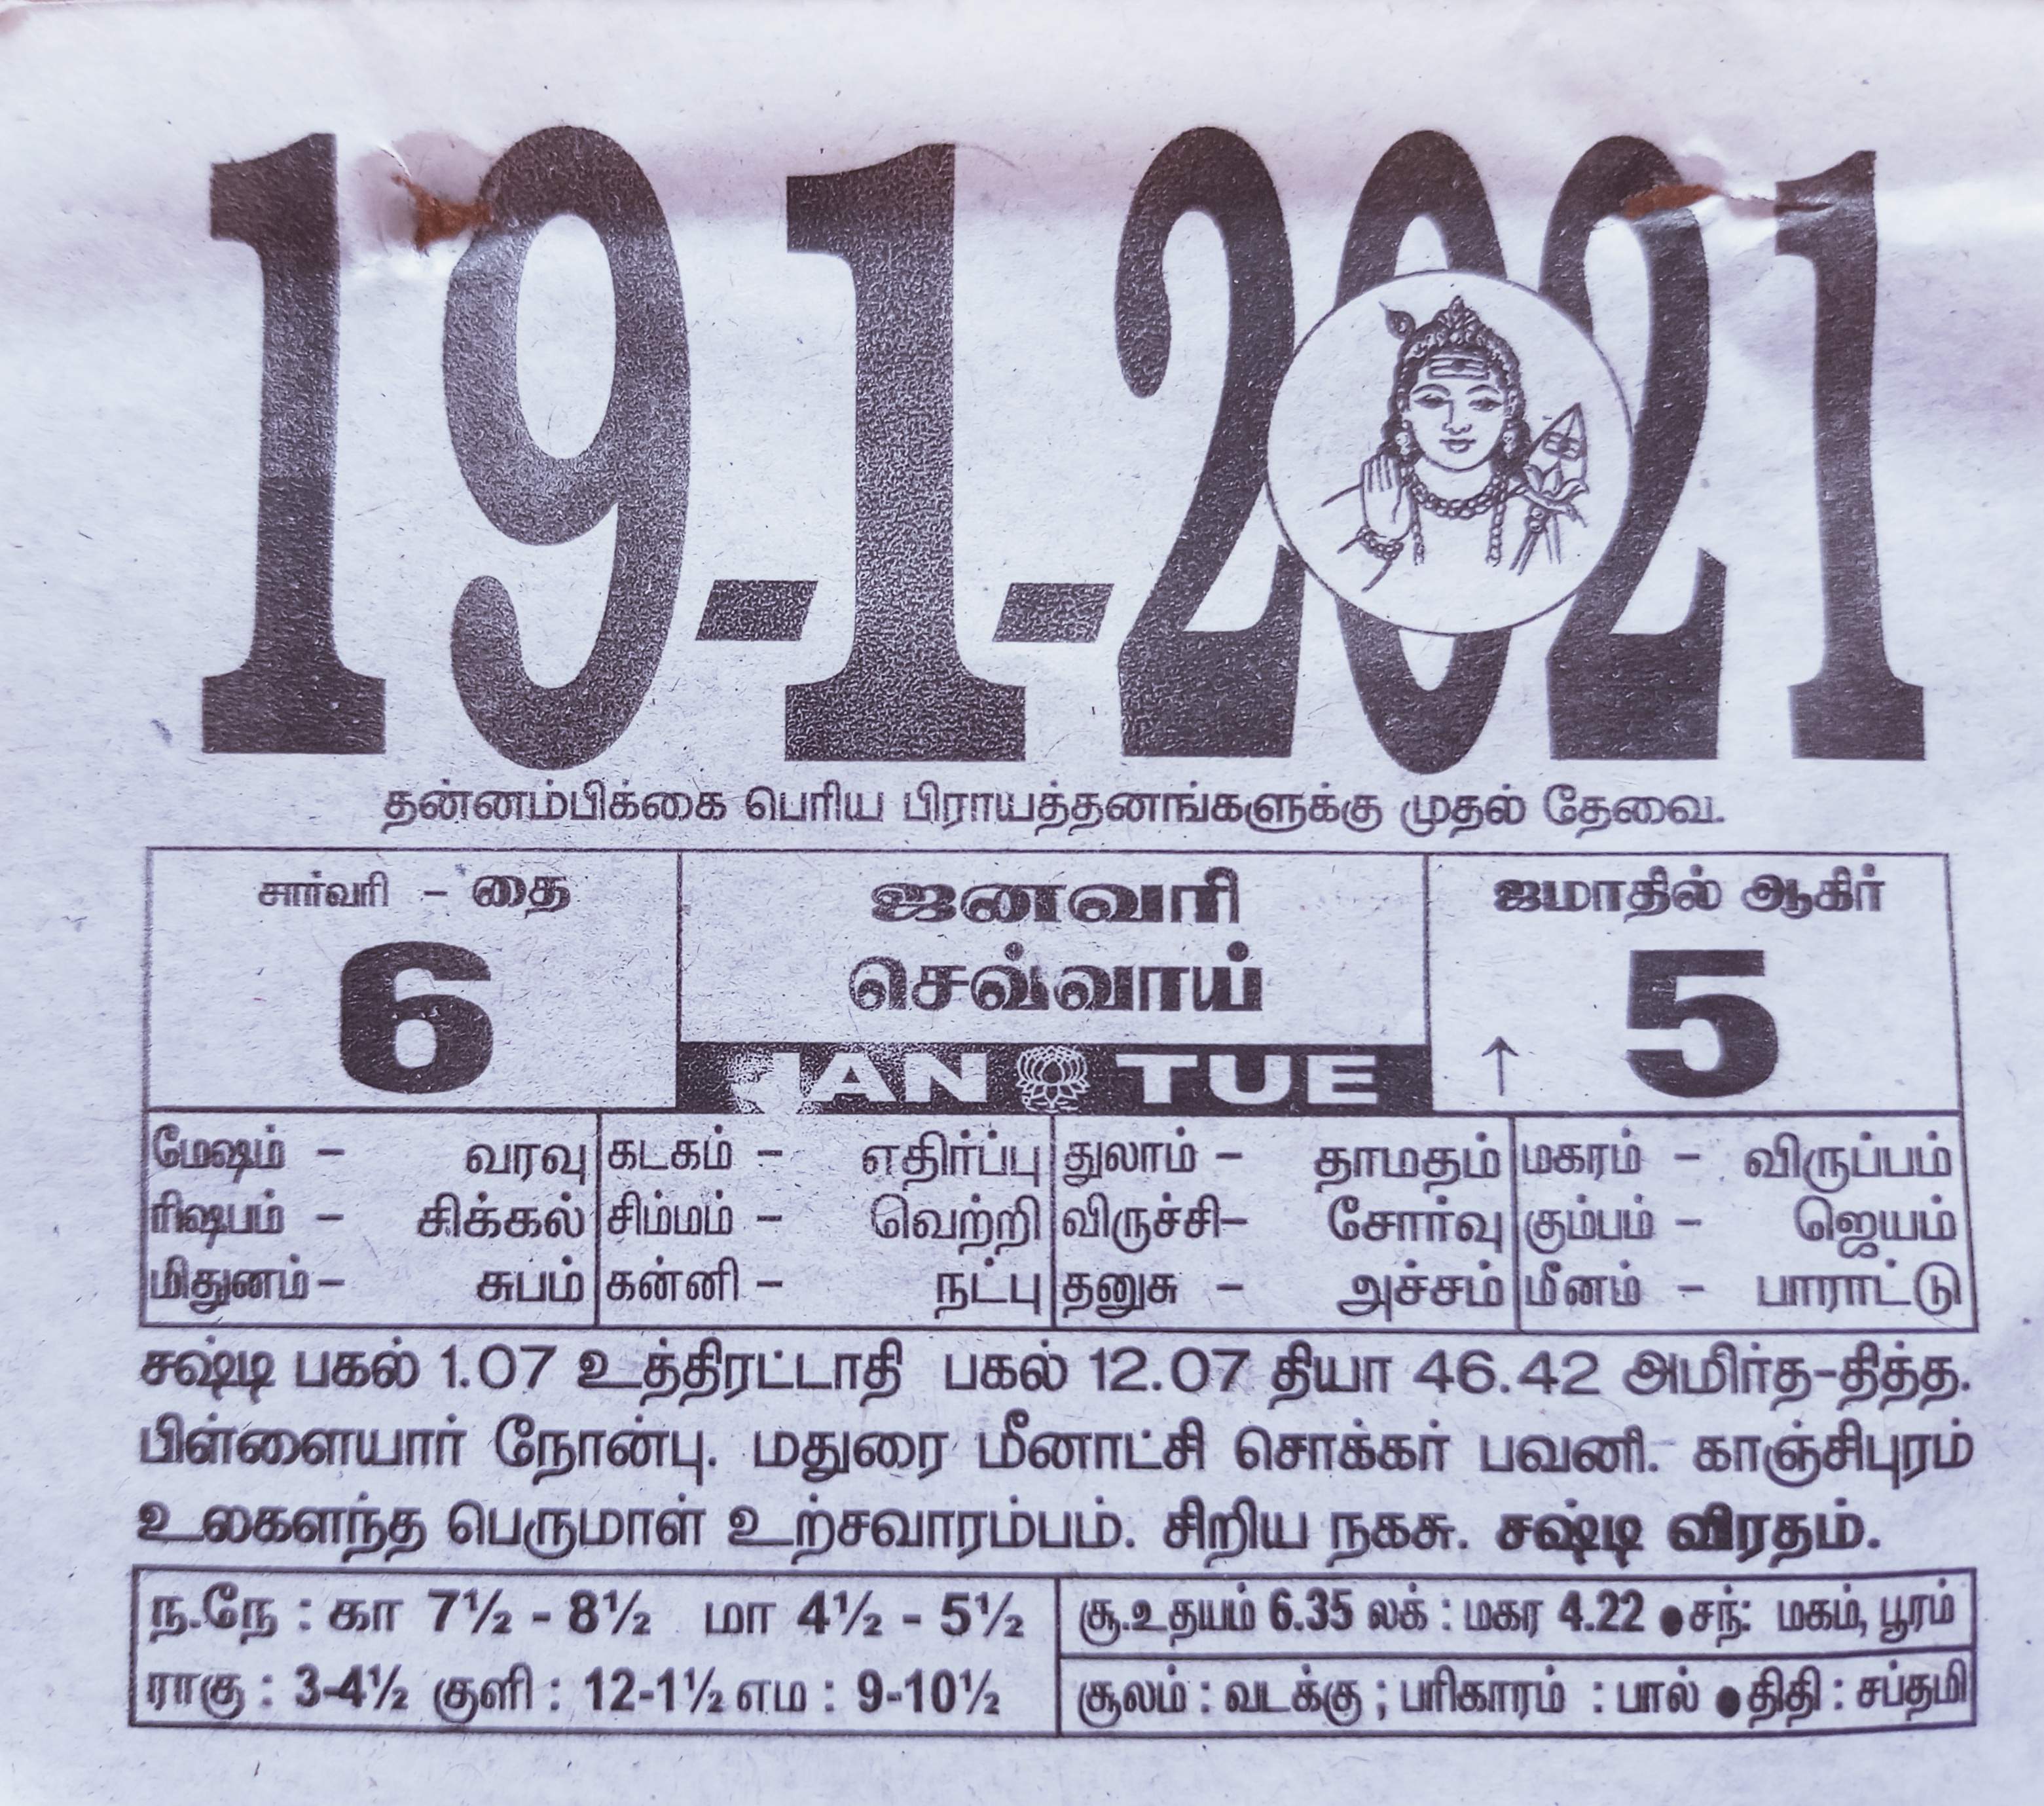 19-1-2021
தன்னம்பிக்கை பெரிய பிராயத்தனங்களுக்கு முதல் தேவை.
சார்வரி - தை
6
ஜனவரி
செவ்வாய்
JAN TUE
ஜமாதில் ஆகிர்
↑ 5
மேஷம் - வரவு கடகம் - எதிர்ப்பு துலாம் - தாமதம் மகரம் - விருப்பம்
ரிஷபம் - சிக்கல் சிம்மம் - வெற்றி விருச்சி- சோர்வு கும்பம் - ஜெயம்
மிதுனம் - சுபம் கன்னி - நட்பு தனுசு - அச்சம் மீனம் - பாராட்டு
சஷ்டி பகல் 1.07 உத்திரட்டாதி பகல் 12.07 தியா 46.42 அமிர்த-தித்த.
பிள்ளையார் நோன்பு. மதுரை மீனாட்சி சொக்கர் பவனி. காஞ்சிபுரம்
உலகளந்த பெருமாள் உற்சவாரம்பம். சிறிய நகசு. சஷ்டி விரதம்.
ந.நே : கா 7½ - 8½ மா 4½ - 5½
ராகு : 3-4½ குளி : 12-1½ எம : 9-10½
சூ.உதயம் 6.35 லக் : மகர 4.22 ● சந்: மகம், பூரம்
சூலம் : வடக்கு ; பரிகாரம் : பால் ● திதி : சப்தமி